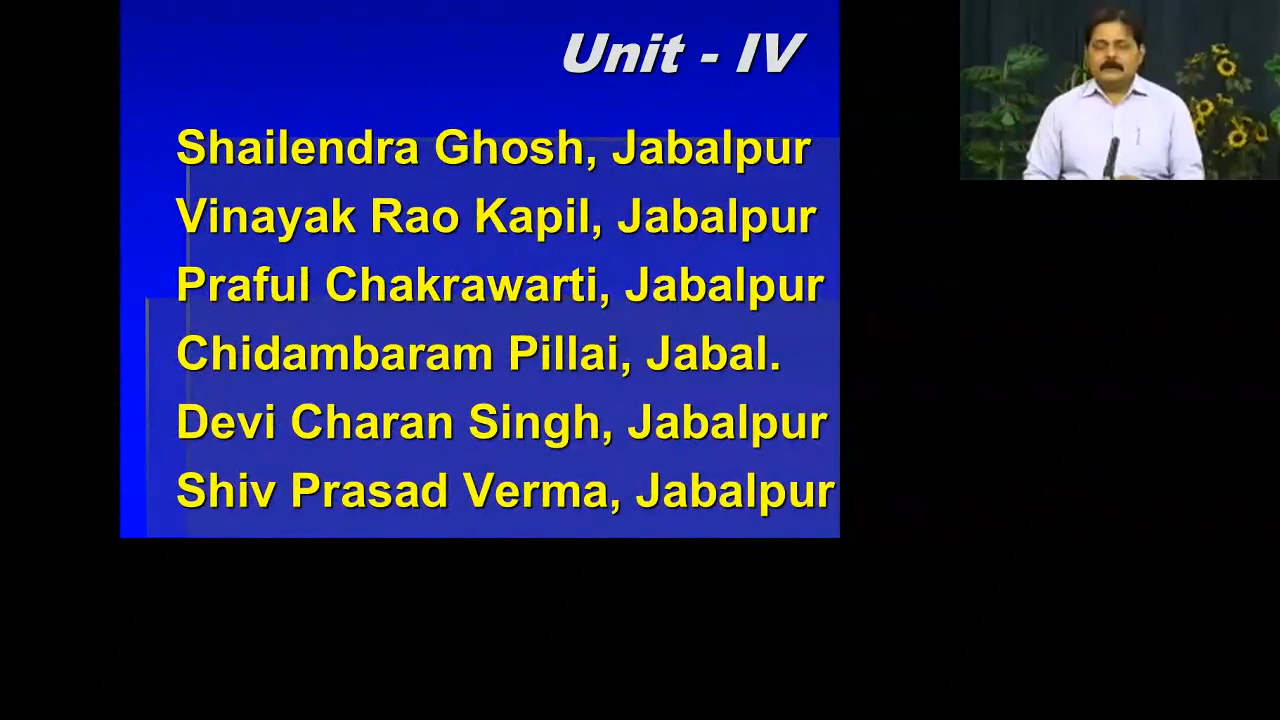 Unit - IV
Shailendra Ghosh, Jabalpur
Vinayak Rao Kapil, Jabalpur
Praful Chakrawarti, Jabalpur
Chidambaram Pillai, Jabal.
Devi Charan Singh, Jabalpur
Shiv Prasad Verma, Jabalpur